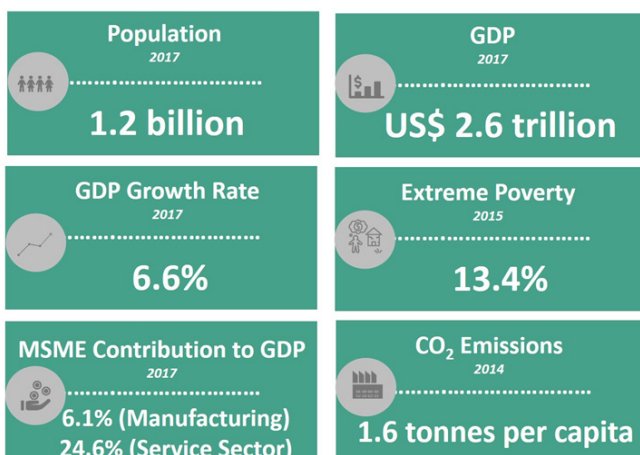 Population
2017
1.2 billion
GDP
2017
US$ 2.6 trillion
GDP Growth Rate
2017
6.6%
Extreme Poverty
2015
13.4%
MSME Contribution to GDP
2017
6.1% (Manufacturing)
24.6% (Service Sector)
CO₂ Emissions
2014
1.6 tonnes per capita